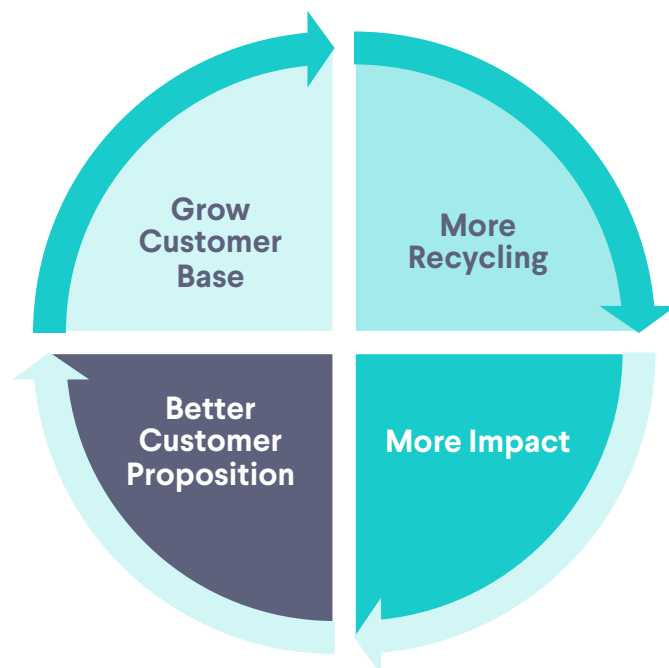 Grow
Customer
Base
More
Recycling
Better
Customer
Proposition
More Impact